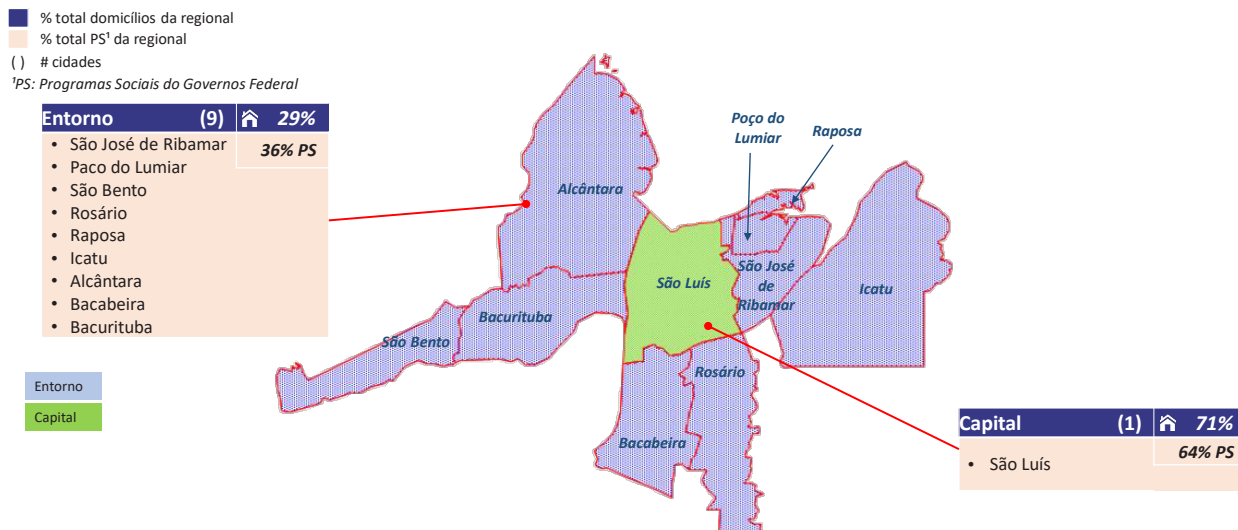 % total domicílios da regional
% total PS¹ da regional
( ) # cidades
¹PS: Programas Sociais do Governos Federal
Entorno (9) 29%
• São José de Ribamar
36% PS
• Paco do Lumiar
• São Bento
• Rosário
• Raposa
• Icatu
• Alcântara
• Bacabeira
• Bacurituba
Poço do
Lumiar
Raposa
Alcântara
São Luís
São José
de
Ribamar
Icatu
Bacurituba
São Bento
Rosário
Bacabeira
Entorno
Capital
Capital (1) 71%
64% PS
• São Luís